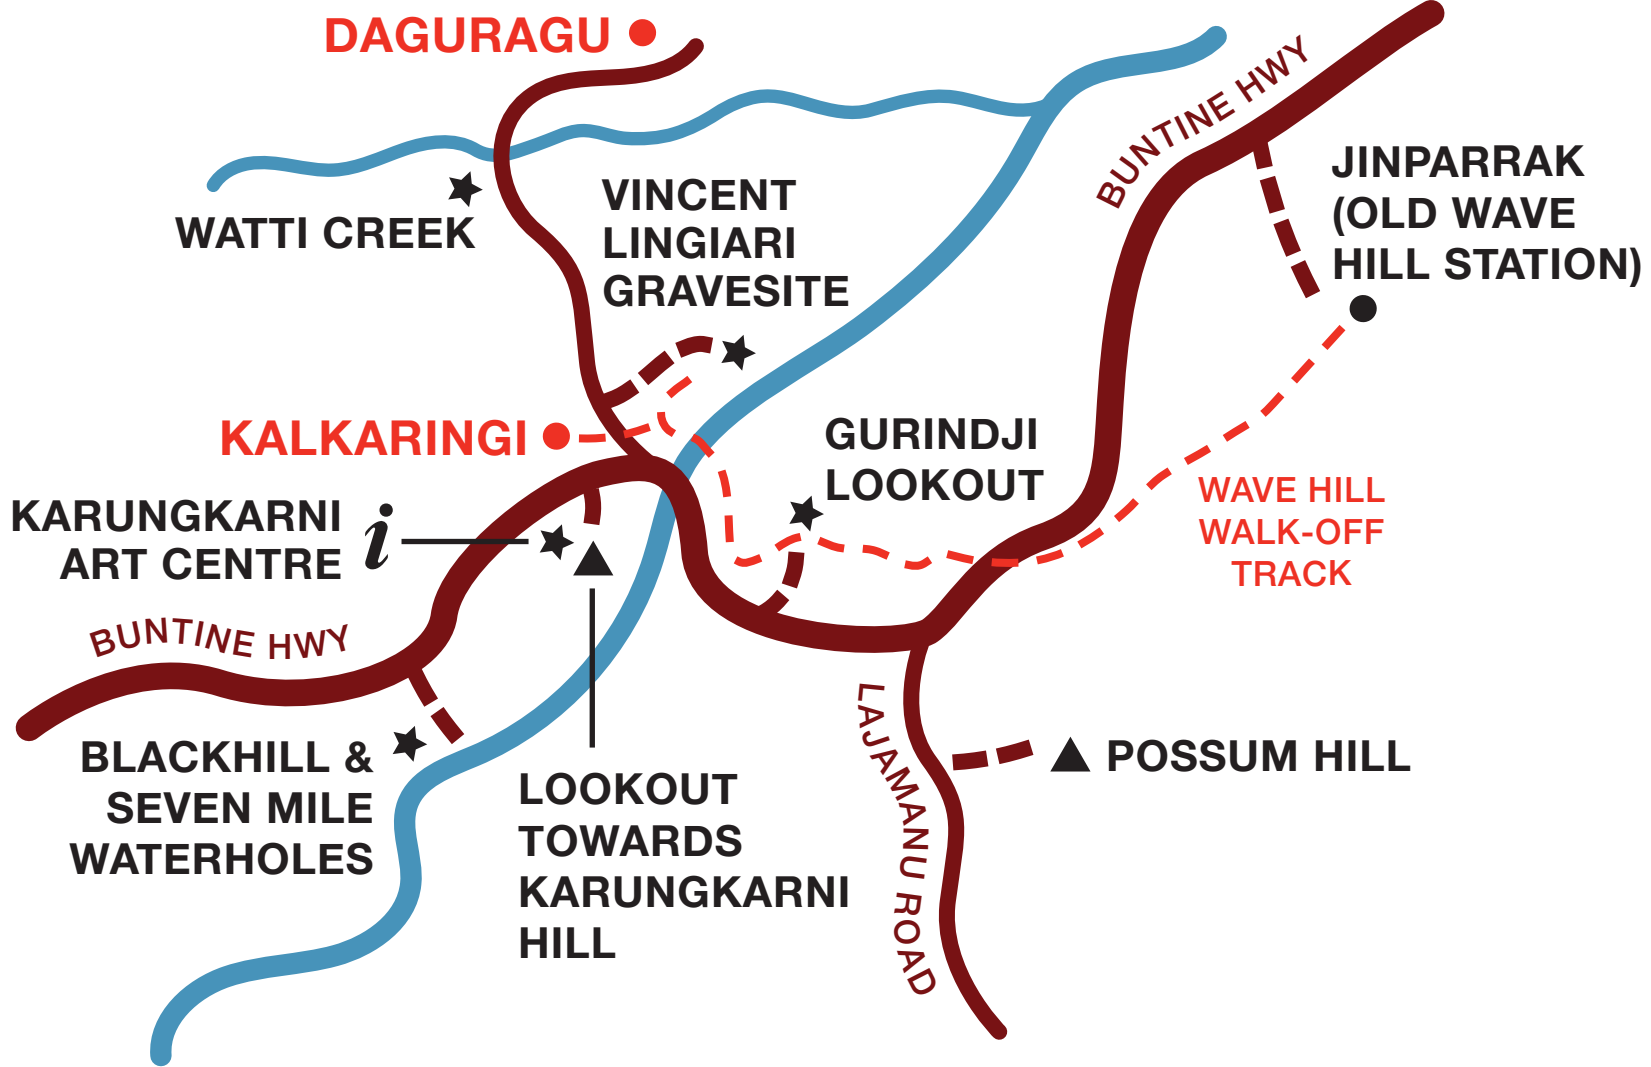 DAGURAGU
BUNTINE HWY
JINPARRAK
(OLD WAVE
HILL STATION)
WATTI CREEK
VINCENT
LINGIARI
GRAVESITE
KALKARINGI
GURINDJI
LOOKOUT
WAVE HILL
WALK-OFF
TRACK
KARUNGKARNI
ART CENTRE
i
BUNTINE HWY
BLACKHILL &
SEVEN MILE
WATERHOLES
LOOKOUT
TOWARDS
KARUNGKARNI
HILL
LAJAMANU ROAD
POSSUM HILL